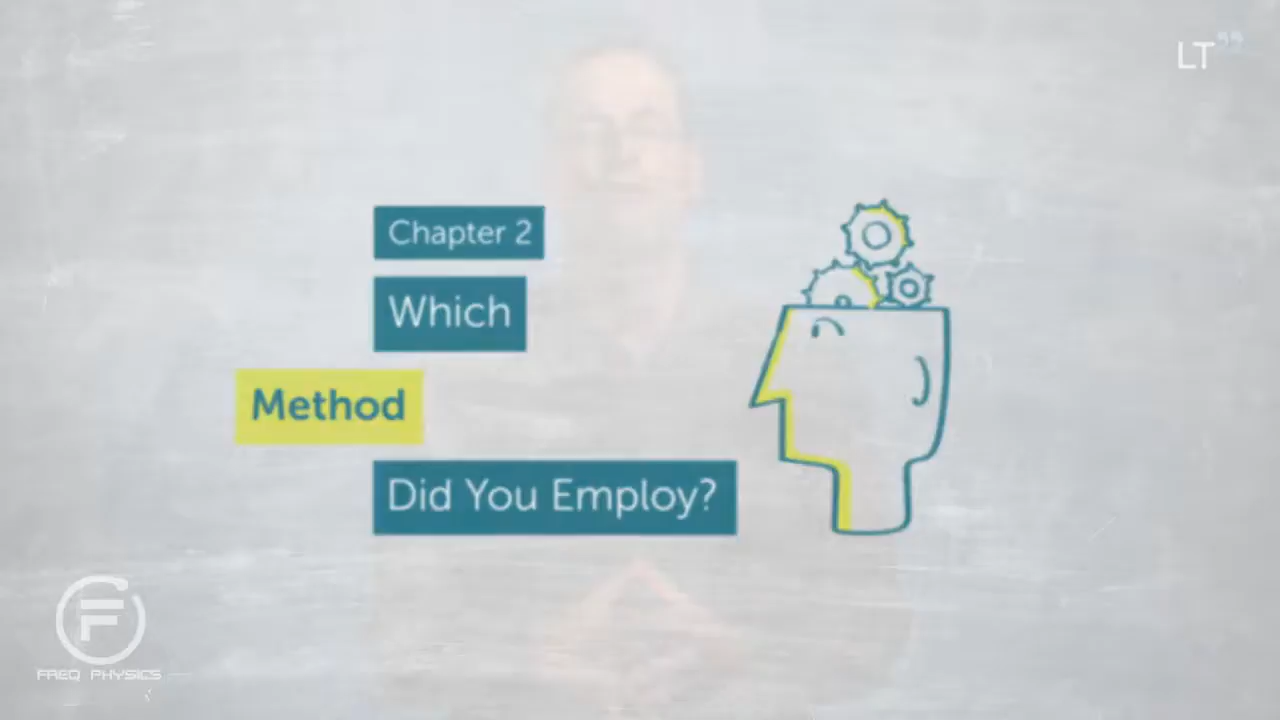 LT
Chapter 2
Which
Method
Did You Employ?
F
FREQ PHYSICS